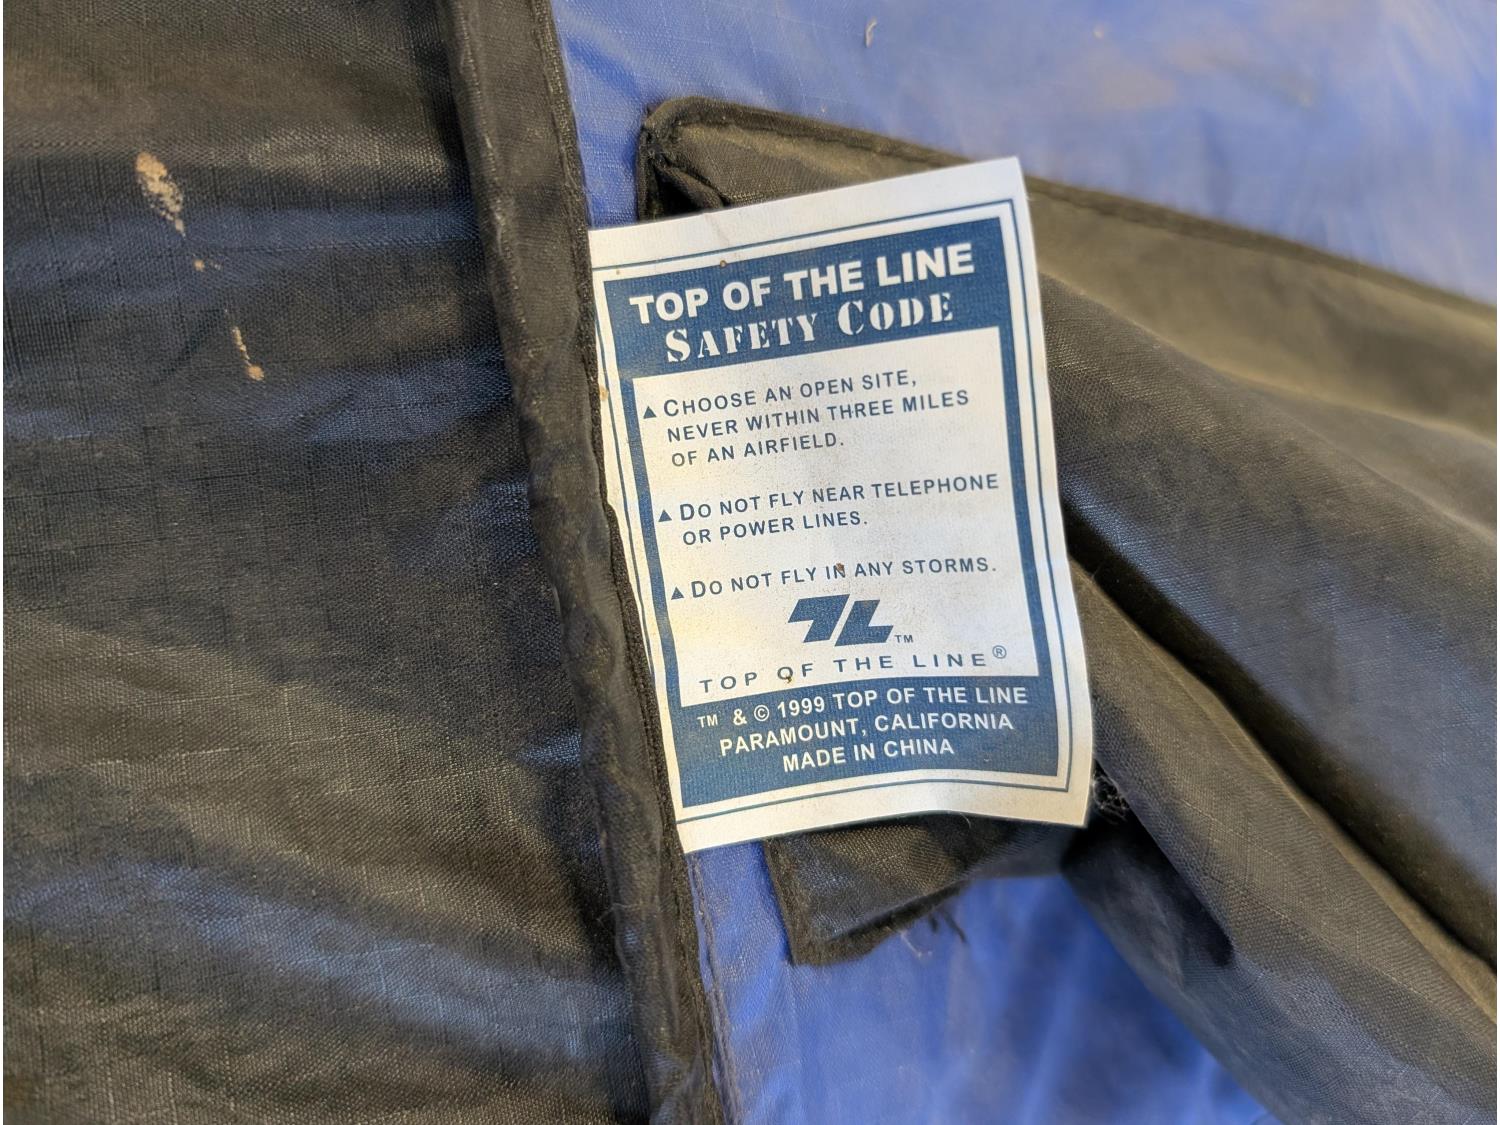 TOP OF THE LINE
SAFETY CODE
▲ CHOOSE AN OPEN SITE,
NEVER WITHIN THREE MILES
OF AN AIRFIELD.
▲ DO NOT FLY NEAR TELEPHONE
OR POWER LINES.
▲ DO NOT FLY IN ANY STORMS.
TL™
TOP OF THE LINE®
™ & © 1999 TOP OF THE LINE
PARAMOUNT, CALIFORNIA
MADE IN CHINA